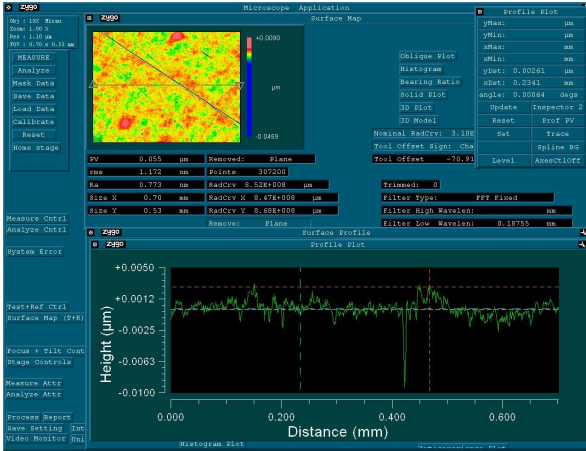 zygo Microscope Application
Obj : 10X Mirau
Zoom: 1.00 X
Res : 1.10 µm
FOV : 0.70 x 0.53 mm
MEASURE
Analyze
Mask Data
Save Data
Load Data
Calibrate
Reset
Home stage
Measure Cntrl
Analyze Cntrl
System Error
Test+Ref Ctrl
Surface Map (T+R)
Focus + Tilt Cont
Stage Controls
Measure Attr
Analyze Attr
Process Report
Save Setting Int
Video Monitor Uni
zygo Surface Map
+0.0090
µm
-0.0459
Oblique Plot
Histogram
Bearing Ratio
Solid Plot
3D Plot
3D Model
Nominal RadCrv: 3.10E
Tool Offset Sign: Cha
Tool Offset -70.91
PV 0.055 µm
rms 1.172 nm
Ra 0.773 nm
Size X 0.70 mm
Size Y 0.53 mm
Removed: Plane
Points 307200
RadCrv 8.52E+008 µm
RadCrv X 8.47E+008 µm
RadCrv Y 8.68E+008 µm
Remove: Plane
Trimmed: 0
Filter Type: FFT Fixed
Filter High Wavelen: mm
Filter Low Wavelen: 0.18755 mm
Profile Plot
yMax: µm
yMin: µm
xMax: mm
xMin: mm
yDst: 0.00261 µm
xDst: 0.2341 mm
angle: 0.00064 degs
Update Inspector 2
Reset Prof PV
Set Trace
Spline BG
Level AxesCtlOff
zygo Surface Profile
zygo Profile Plot
Height (µm)
+0.0050
+0.0012
-0.0025
-0.0063
-0.0100
0.000 0.200 0.400 0.600
Distance (mm)
Histogram Plot